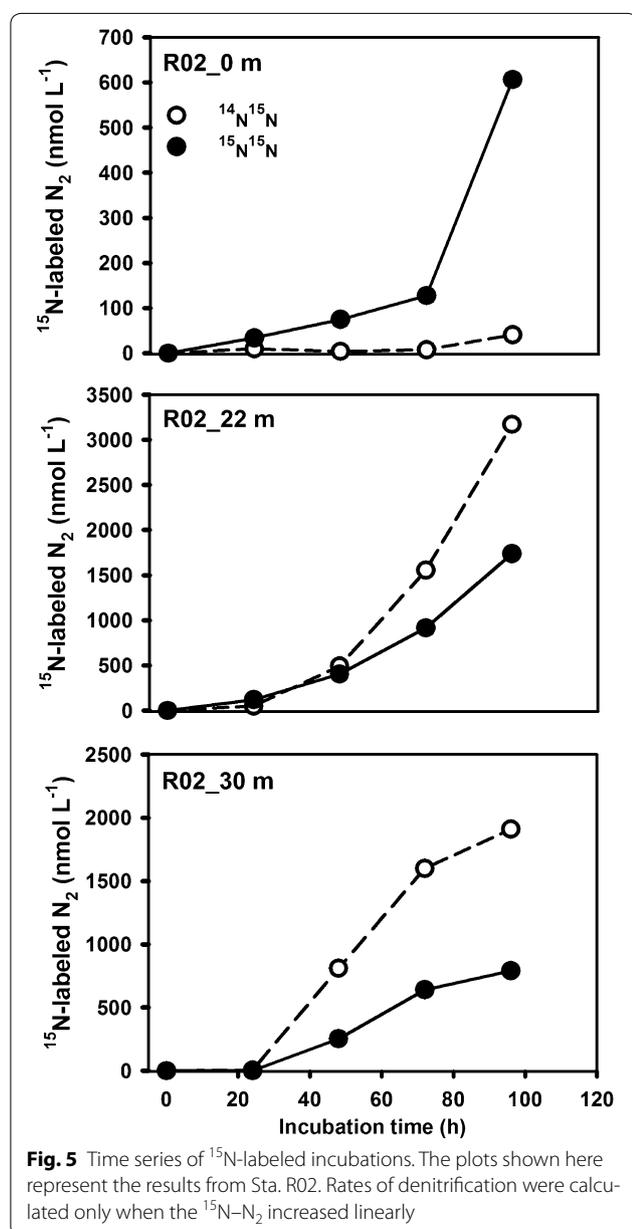 700
600
500
400
300
200
100
0
¹⁵N-labeled N₂ (nmol L⁻¹)
R02_0 m
¹⁴N¹⁵N
¹⁵N¹⁵N
3500
3000
2500
2000
1500
1000
500
0
¹⁵N-labeled N₂ (nmol L⁻¹)
R02_22 m
2500
2000
1500
1000
500
0
¹⁵N-labeled N₂ (nmol L⁻¹)
R02_30 m
0 20 40 60 80 100 120
Incubation time (h)
Fig. 5 Time series of ¹⁵N-labeled incubations. The plots shown here
represent the results from Sta. R02. Rates of denitrification were calcu-
lated only when the ¹⁵N–N₂ increased linearly